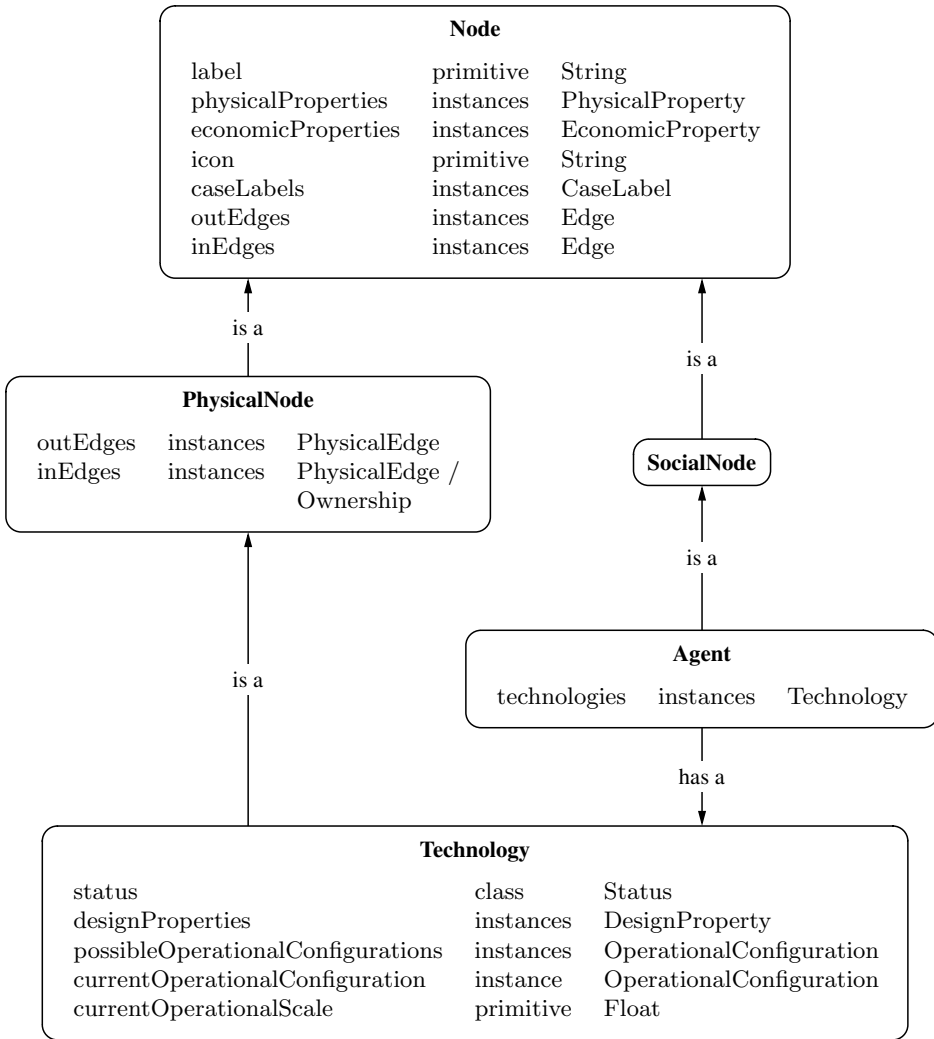 Node
label primitive String
physicalProperties instances PhysicalProperty
economicProperties instances EconomicProperty
icon primitive String
caseLabels instances CaseLabel
outEdges instances Edge
inEdges instances Edge
is a
is a
PhysicalNode
outEdges instances PhysicalEdge
inEdges instances PhysicalEdge /
Ownership
SocialNode
is a
is a
Agent
technologies instances Technology
has a
Technology
status class Status
designProperties instances DesignProperty
possibleOperationalConfigurations instances OperationalConfiguration
currentOperationalConfiguration instance OperationalConfiguration
currentOperationalScale primitive Float